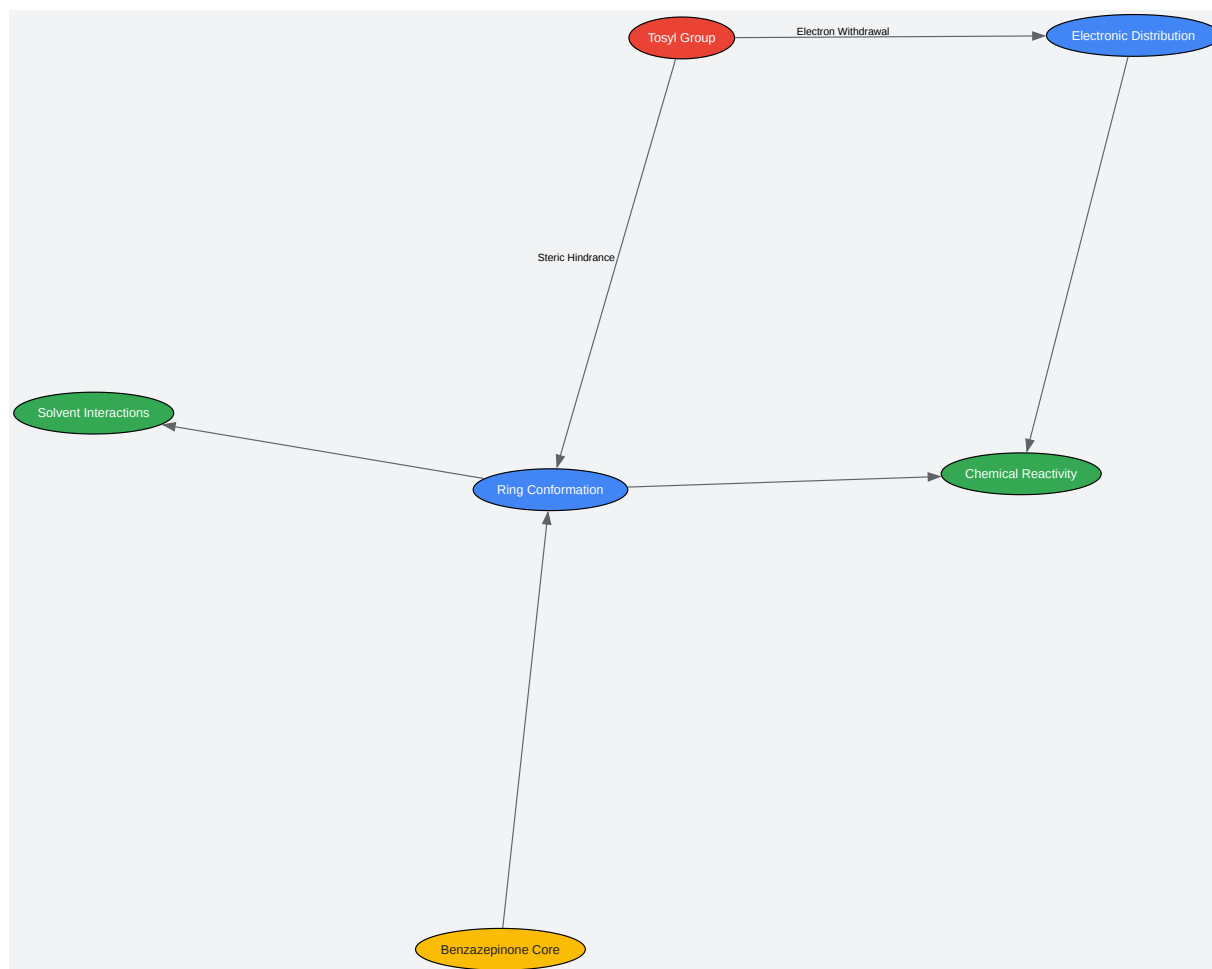 Tosyl Group
Electron Withdrawal
Electronic Distribution
Steric Hindrance
Solvent Interactions
Ring Conformation
Chemical Reactivity
Benzazepinone Core